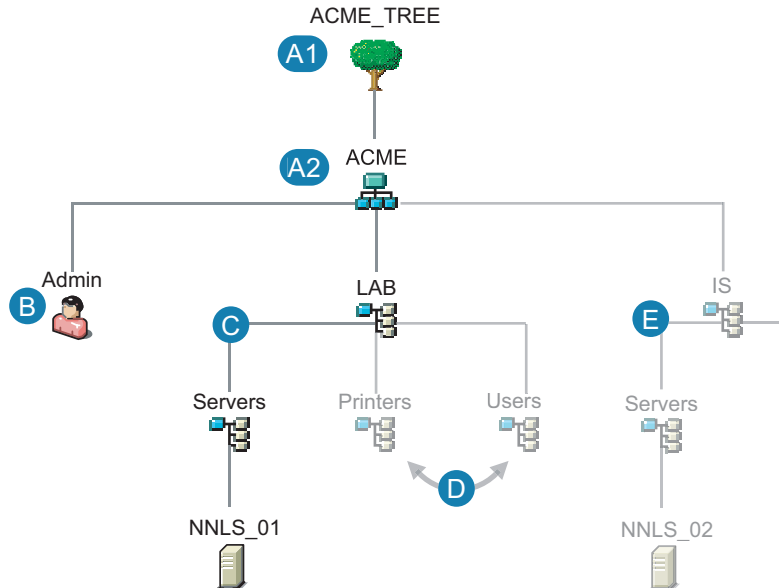 ACME_TREE
A1
ACME
A2
Admin
B
LAB
IS
C
E
Servers
Printers
Users
Servers
D
NNLS_01
NNLS_02